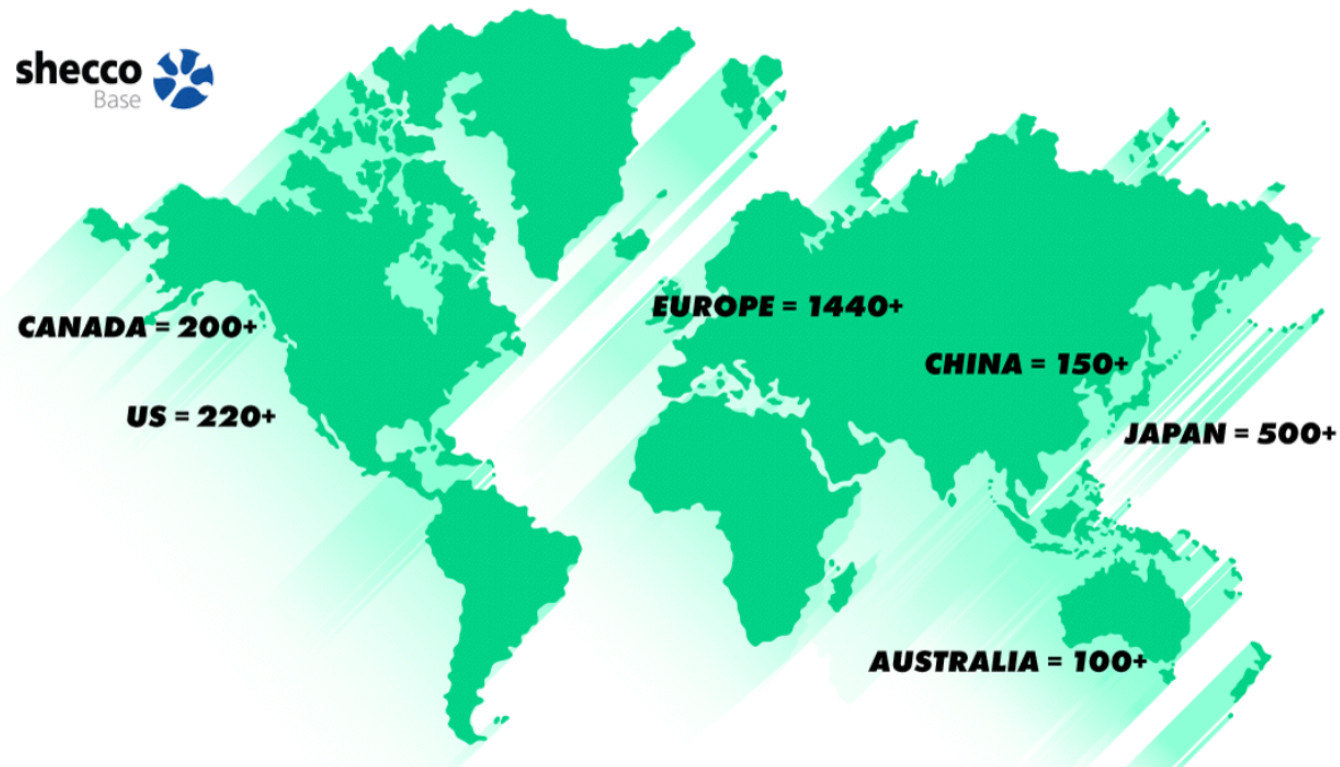 shecco
Base
EUROPE = 1440+
CANADA = 200+
CHINA = 150+
US = 220+
JAPAN = 500+
AUSTRALIA = 100+